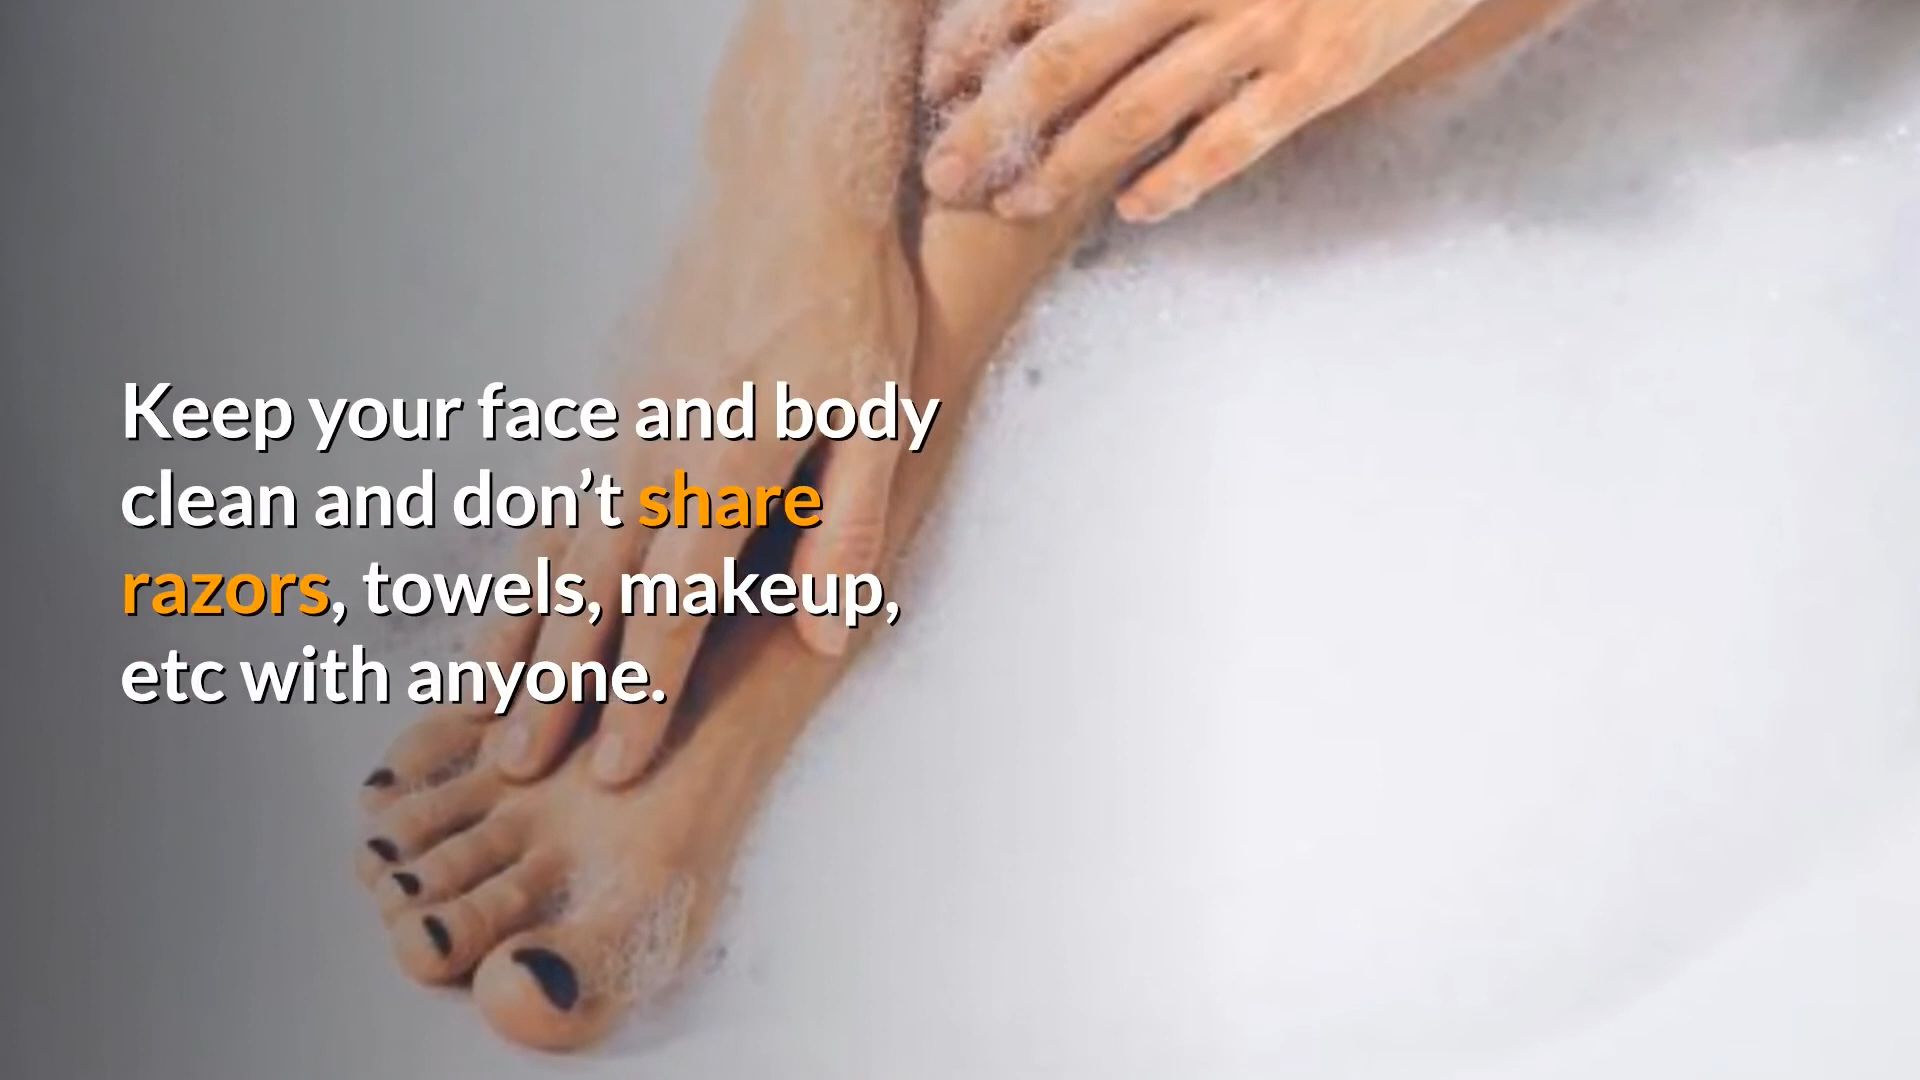 Keep your face and body
clean and don’t share
razors, towels, makeup,
etc with anyone.